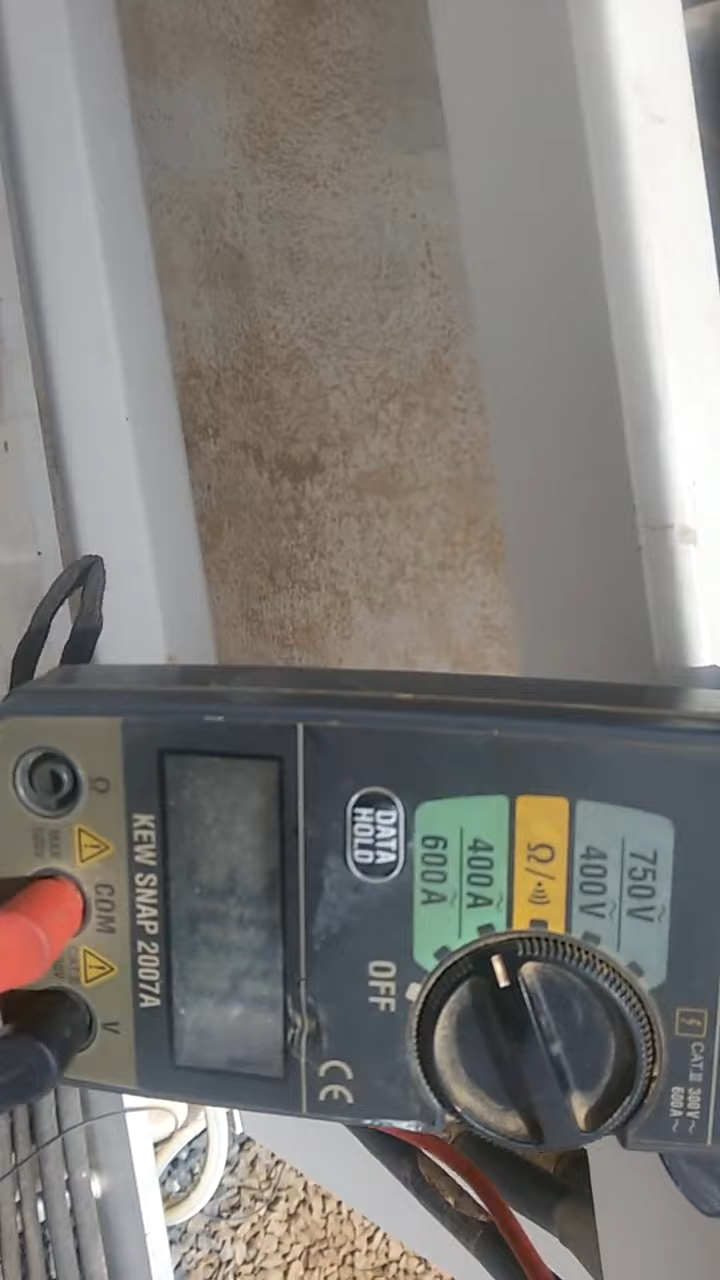 Ω
COM
V
KEW SNAP 2007A
DATA
HOLD
OFF
CE
600A
400A~
Ω/•))
400V~
750V~
CAT.III 300V~
600A~